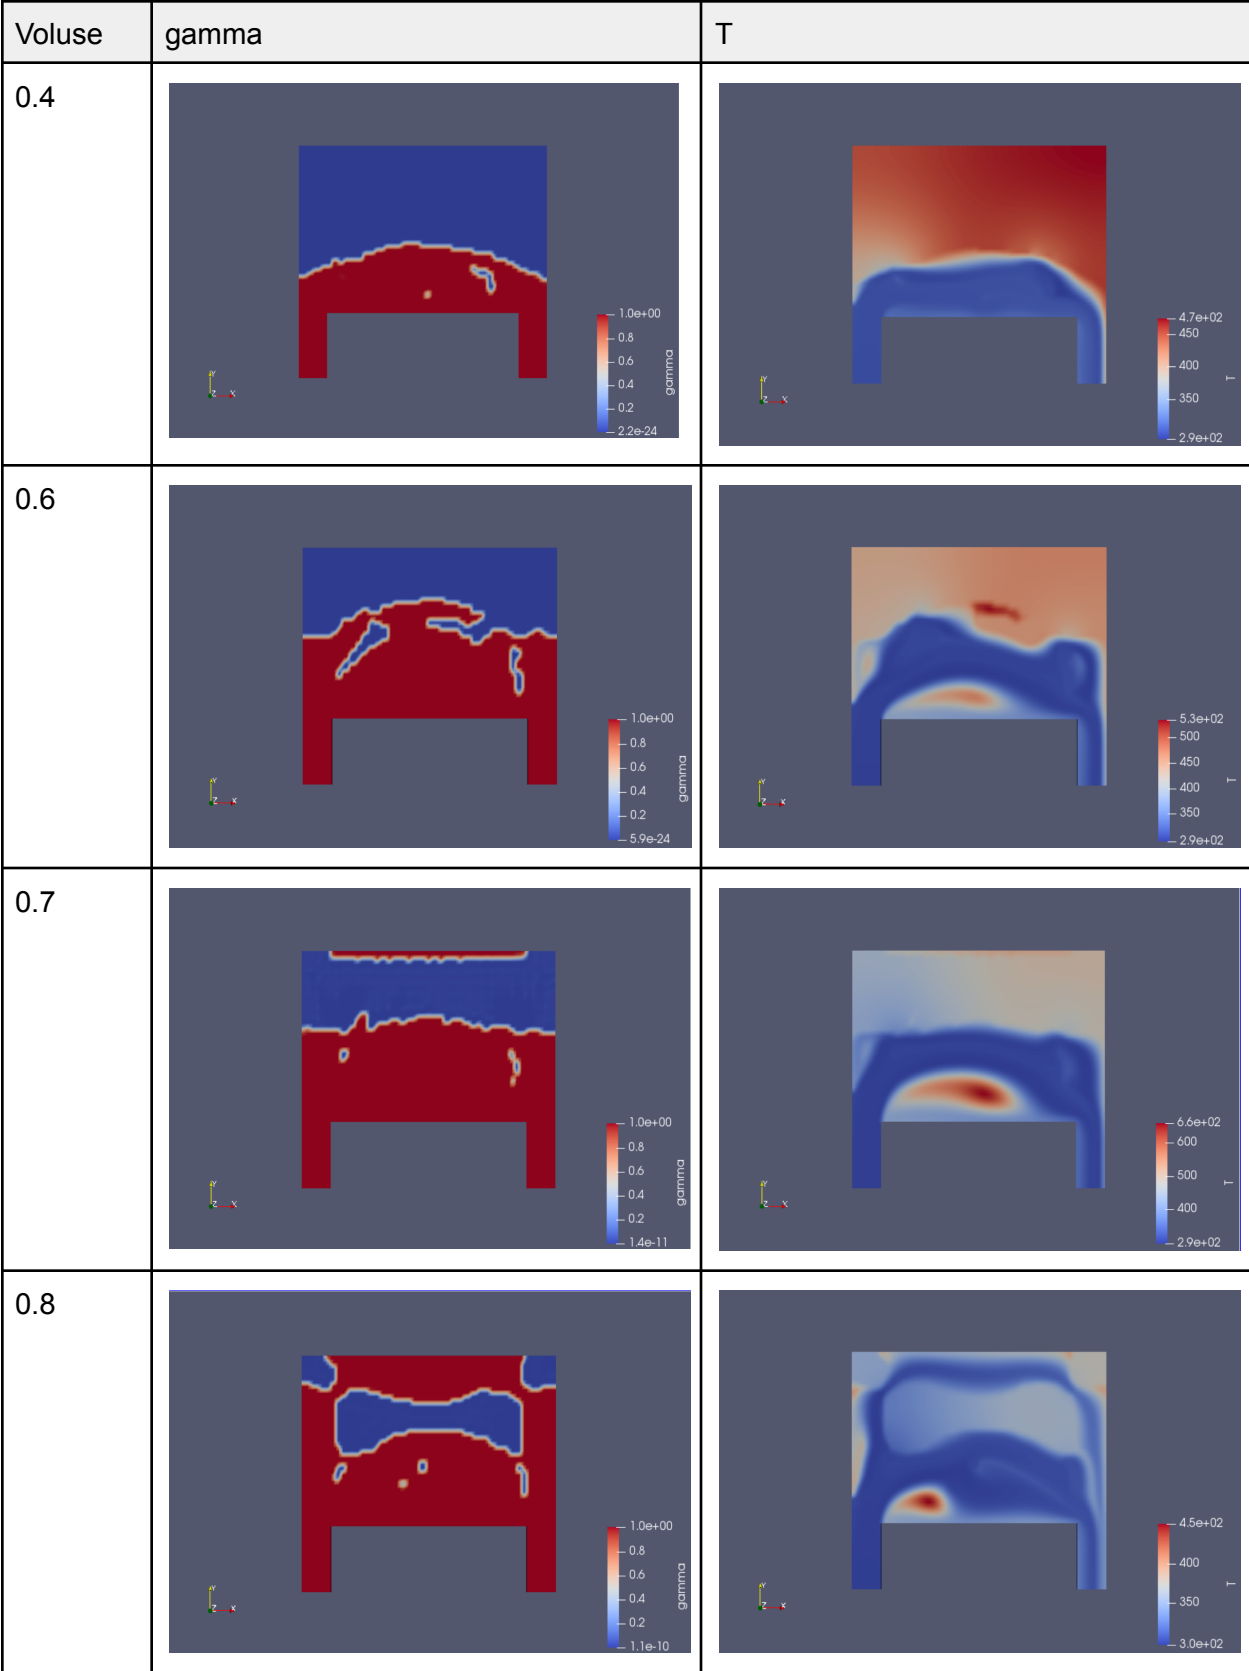 Voluse gamma T
0.4
1.0e+00
0.8
0.6
0.4
0.2
2.2e-24
gamma
Y
Z X
4.7e+02
450
400
350
2.9e+02
T
Y
Z X
0.6
1.0e+00
0.8
0.6
0.4
0.2
5.9e-24
gamma
Y
Z X
5.3e+02
500
450
400
350
2.9e+02
T
Y
Z X
0.7
1.0e+00
0.8
0.6
0.4
0.2
1.4e-11
gamma
Y
Z X
6.6e+02
600
500
400
2.9e+02
T
Y
Z X
0.8
1.0e+00
0.8
0.6
0.4
0.2
1.1e-10
gamma
Y
Z X
4.5e+02
400
350
3.0e+02
T
Y
Z X